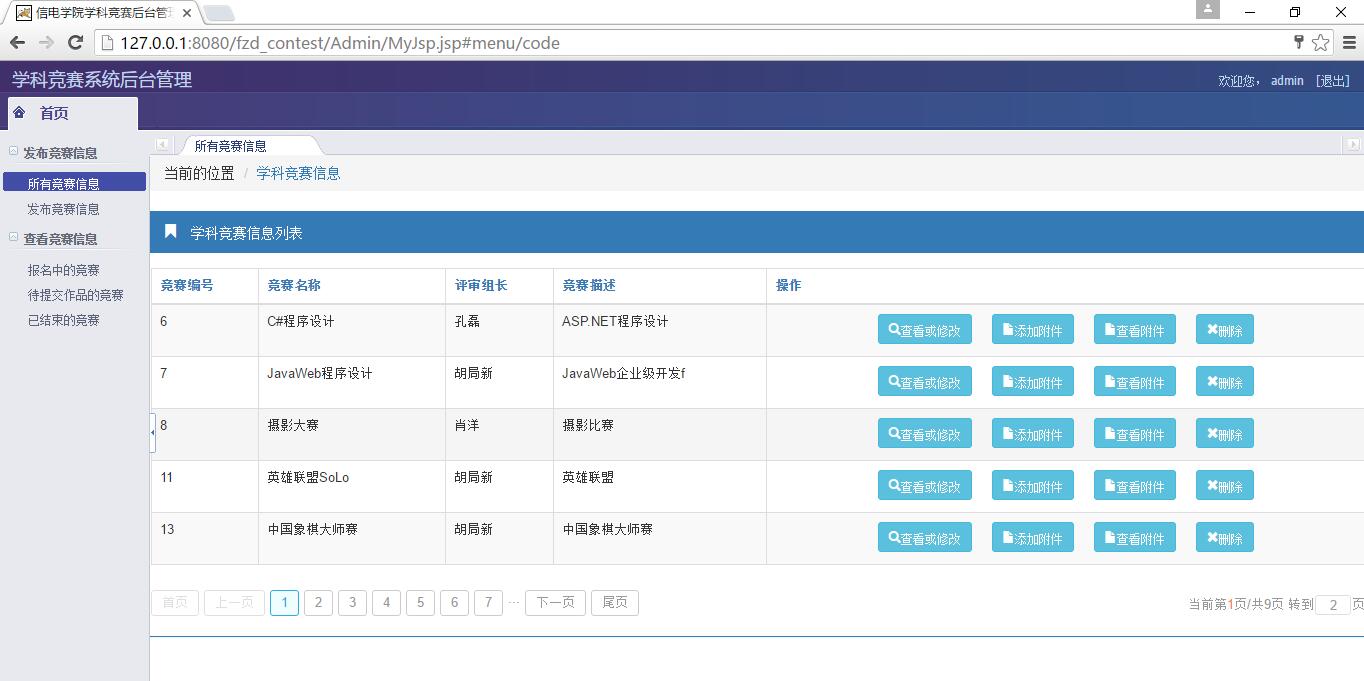 信电学院学科竞赛后台管
127.0.0.1:8080/fzd_contest/Admin/MyJsp.jsp#menu/code
学科竞赛系统后台管理
欢迎您， admin [退出]
首页
发布竞赛信息
所有竞赛信息
发布竞赛信息
查看竞赛信息
报名中的竞赛
待提交作品的竞赛
已结束的竞赛
所有竞赛信息
当前的位置 / 学科竞赛信息
学科竞赛信息列表
竞赛编号 竞赛名称 评审组长 竞赛描述 操作
6 C#程序设计 孔磊 ASP.NET程序设计 查看或修改 添加附件 查看附件 删除
7 JavaWeb程序设计 胡局新 JavaWeb企业级开发f 查看或修改 添加附件 查看附件 删除
8 摄影大赛 肖洋 摄影比赛 查看或修改 添加附件 查看附件 删除
11 英雄联盟SoLo 胡局新 英雄联盟 查看或修改 添加附件 查看附件 删除
13 中国象棋大师赛 胡局新 中国象棋大师赛 查看或修改 添加附件 查看附件 删除
首页 上一页 1 2 3 4 5 6 7 ··· 下一页 尾页
当前第1页/共9页 转到 2 页